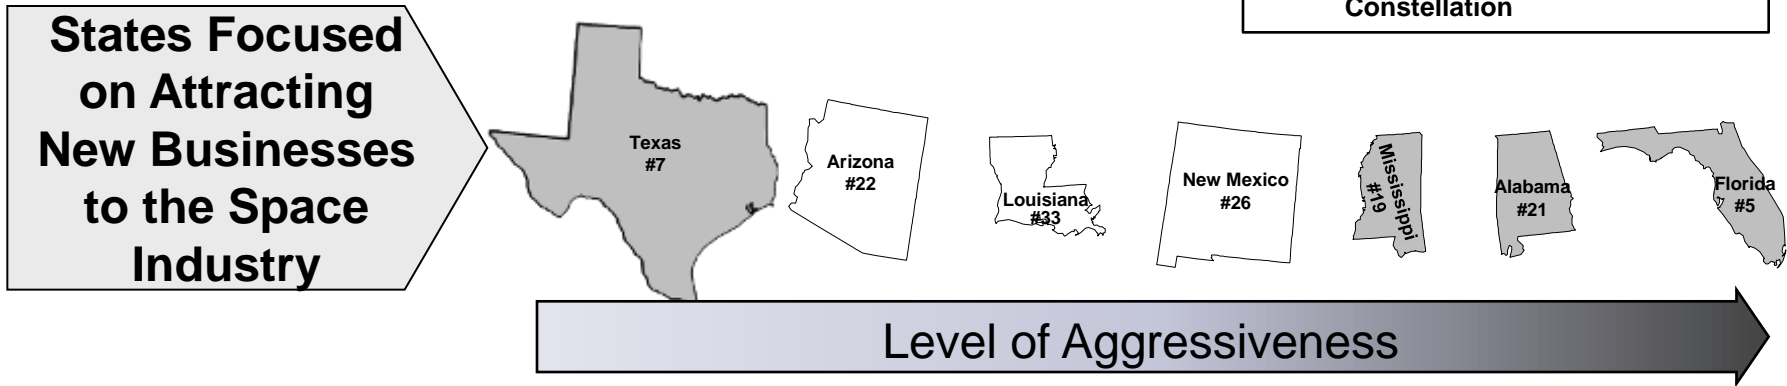 Constellation
States Focused
on Attracting
New Businesses
to the Space
Industry
Texas
#7
Arizona
#22
Louisiana
#33
New Mexico
#26
Mississippi
#19
Alabama
#21
Florida
#5
Level of Aggressiveness